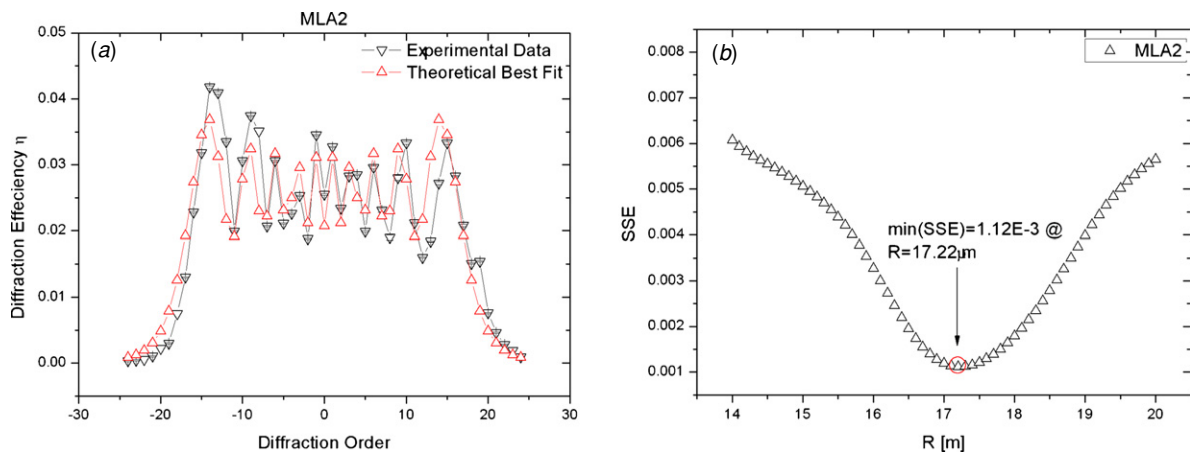 MLA2
(a)
Experimental Data
Theoretical Best Fit
0.05
0.04
0.03
0.02
0.01
0.00
Diffraction Effeciency η
-30 -20 -10 0 10 20 30
Diffraction Order
(b)
MLA2
0.008
0.007
0.006
0.005
0.004
0.003
0.002
0.001
SSE
min(SSE)=1.12E-3 @
R=17.22μm
14 15 16 17 18 19 20
R [m]